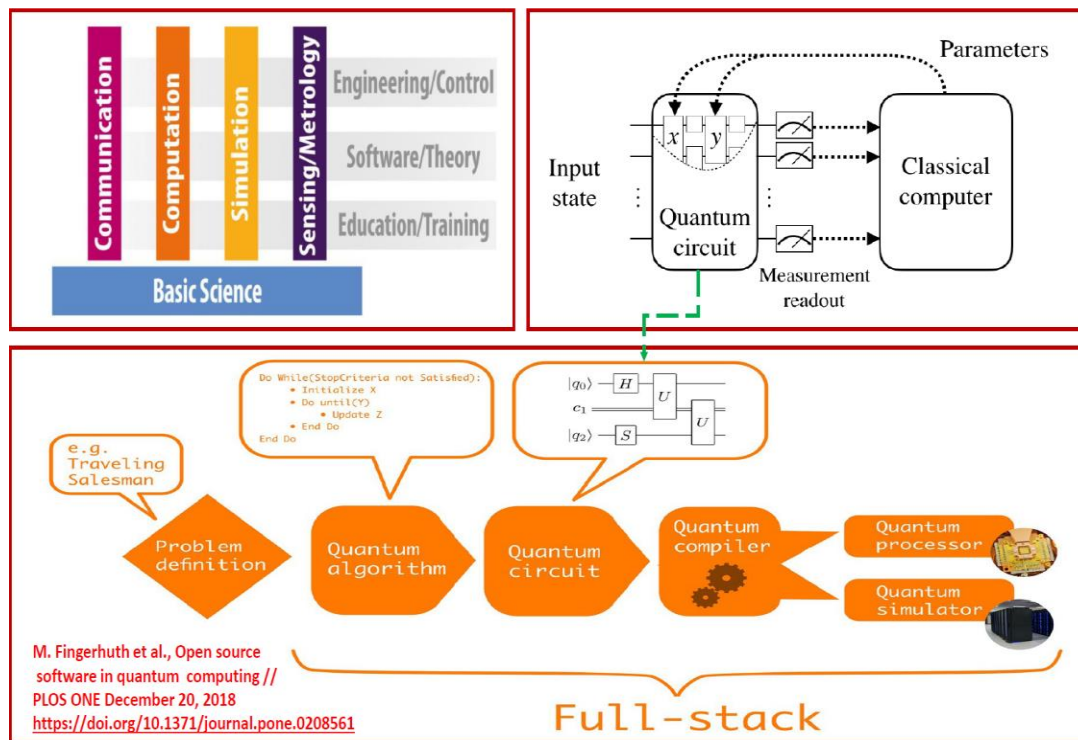 Communication
Computation
Simulation
Sensing/Metrology
Engineering/Control
Software/Theory
Education/Training
Basic Science
Parameters
x y
Input
state
Quantum
circuit
Classical
computer
Measurement
readout
Do While(StopCriteria not Satisfied):
• Initialize X
• Do until(Y)
• Update Z
• End Do
End Do
|q₀⟩ H
U
c₁
|q₂⟩ S
U
e.g.
Traveling
Salesman
Problem
definition
Quantum
algorithm
Quantum
circuit
Quantum
compiler
Quantum
processor
Quantum
simulator
M. Fingerhuth et al., Open source
software in quantum computing //
PLOS ONE December 20, 2018
https://doi.org/10.1371/journal.pone.0208561
Full-stack